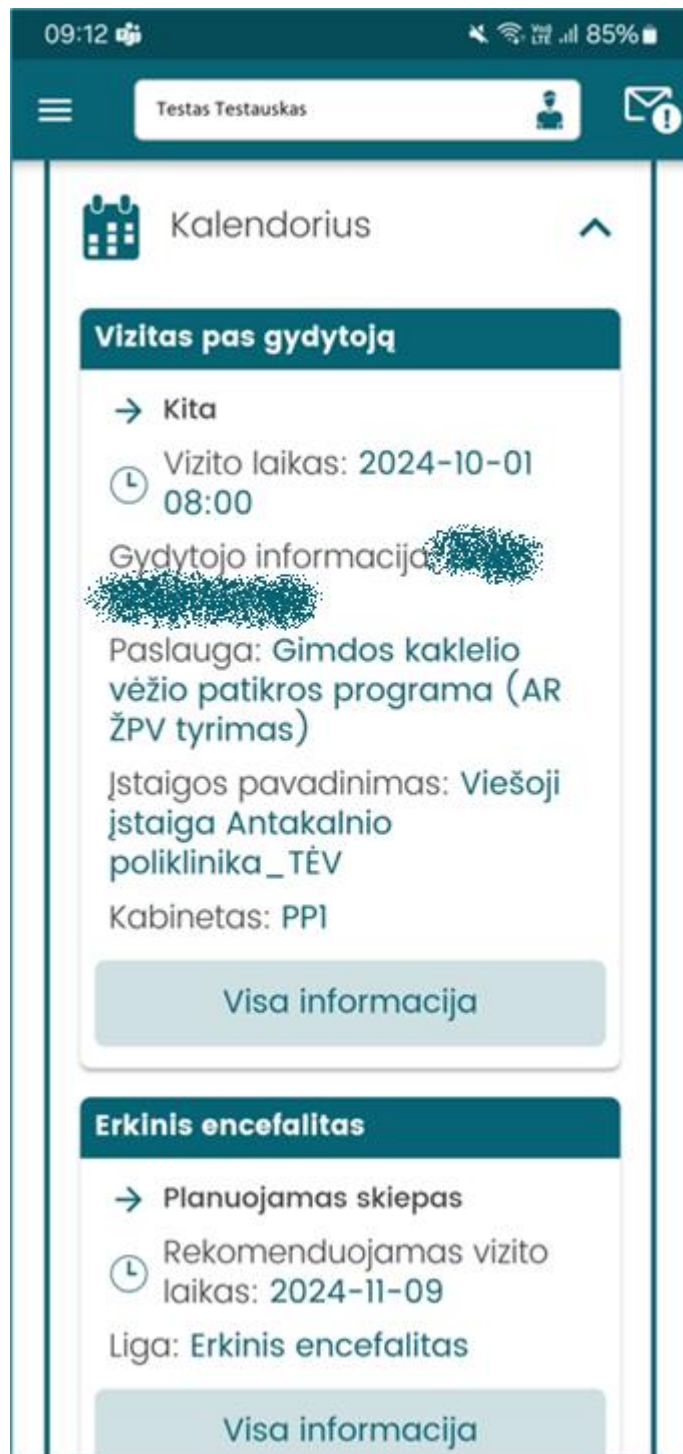 09:12
LTE 85%
Testas Testauskas
Kalendorius
Vizitas pas gydytoją
Kita
Vizito laikas: 2024-10-01
08:00
Gydytojo informacija
Paslauga: Gimdos kaklelio
vėžio patikros programa (AR
ŽPV tyrimas)
Įstaigos pavadinimas: Viešoji
įstaiga Antakalnio
poliklinika_TĖV
Kabinetas: PP1
Visa informacija
Erkinis encefalitas
Planuojamas skiepas
Rekomenduojamas vizito
laikas: 2024-11-09
Liga: Erkinis encefalitas
Visa informacija